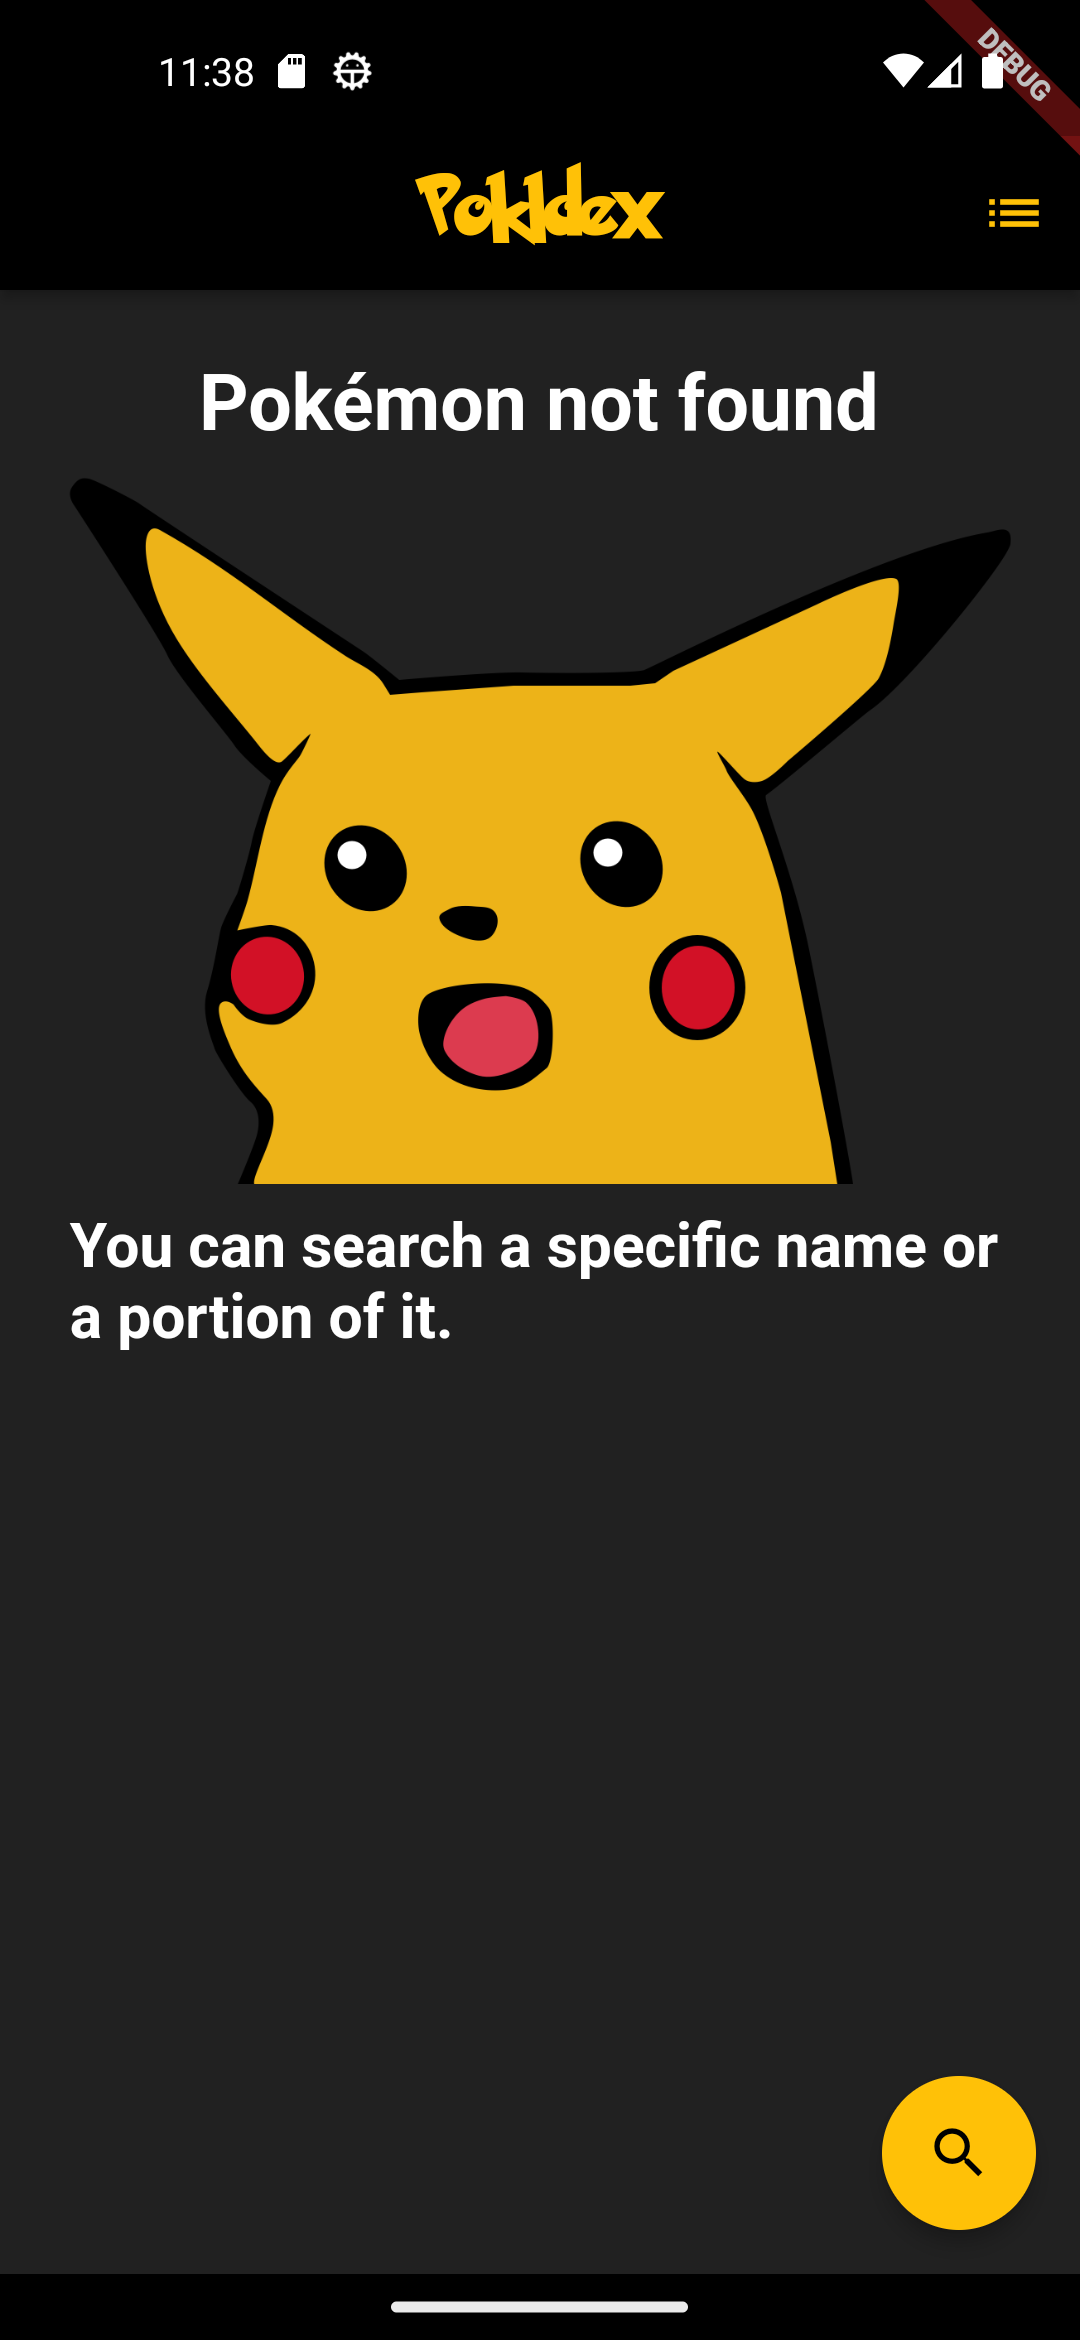 11:38
DEBUG
Pokldex
Pokémon not found
You can search a specific name or
a portion of it.